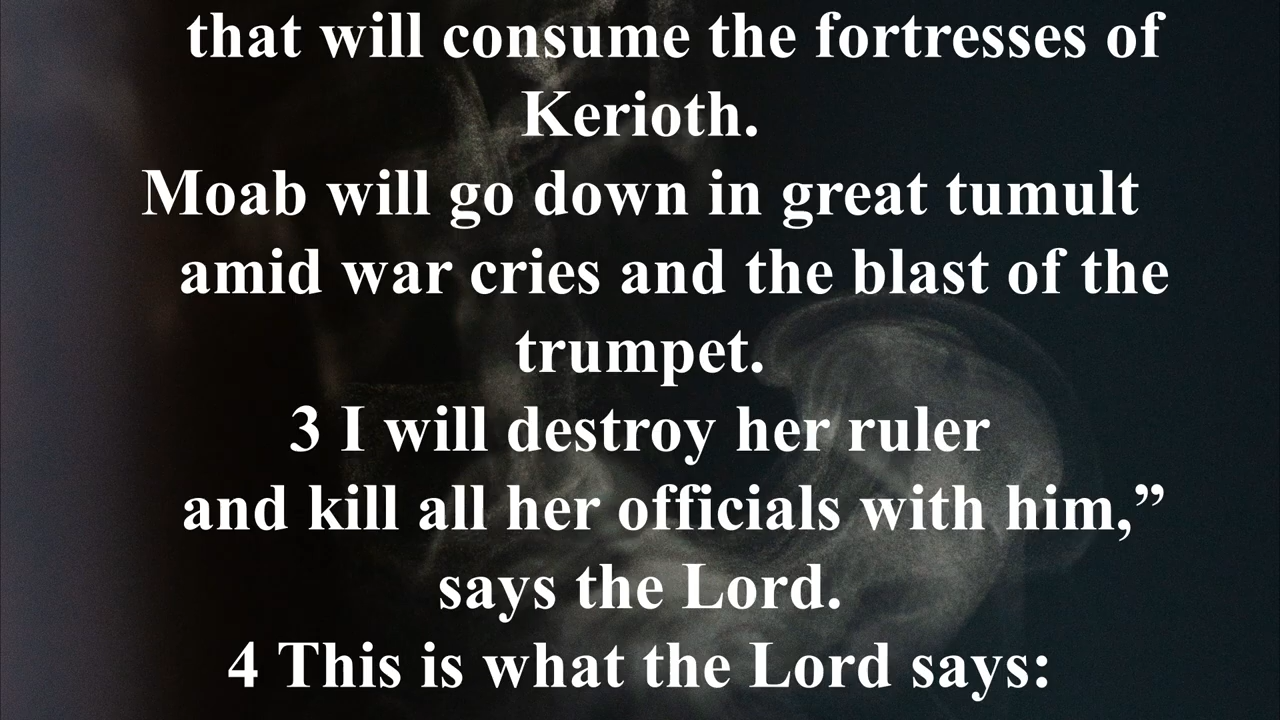 that will consume the fortresses of
Kerioth.
Moab will go down in great tumult
amid war cries and the blast of the
trumpet.
3 I will destroy her ruler
and kill all her officials with him,”
says the Lord.
4 This is what the Lord says: